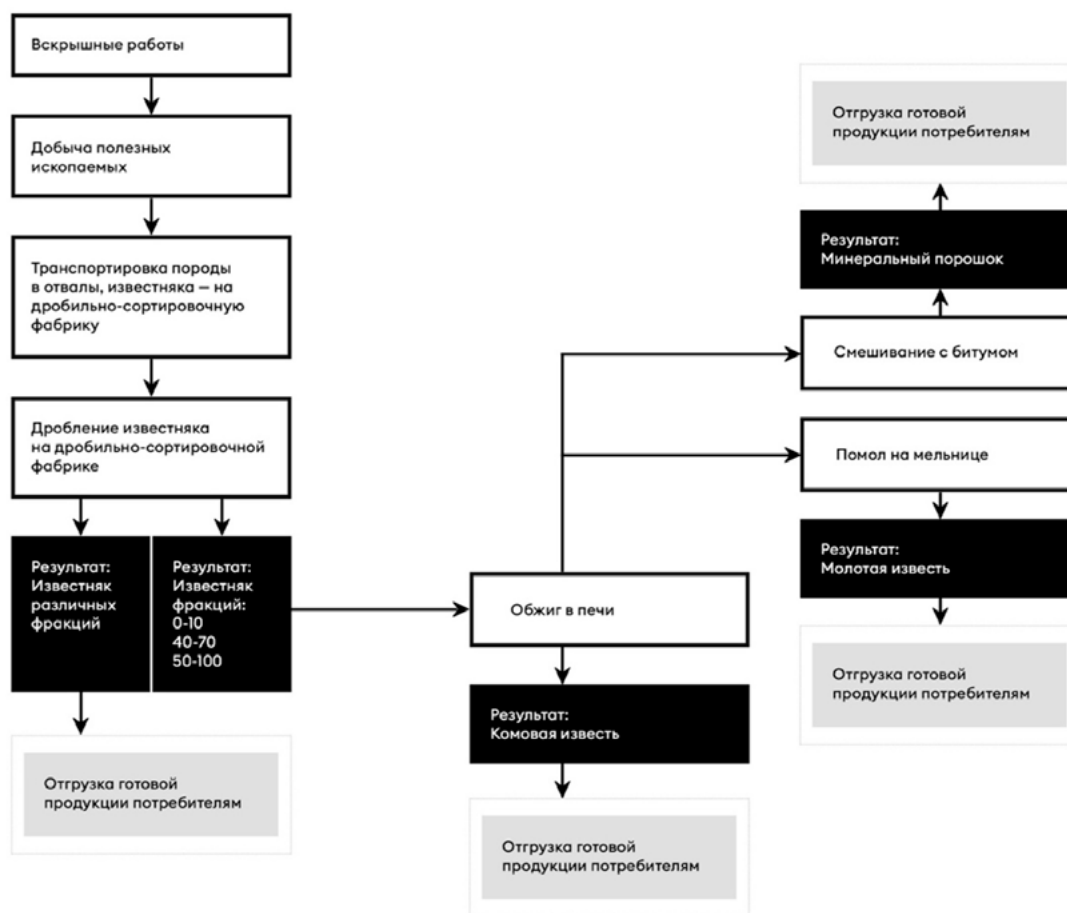 Вскрышные работы
Добыча полезных
ископаемых
Транспортировка породы
в отвалы, известняка — на
дробильно-сортировочную
фабрику
Дробление известняка
на дробильно-сортировочной
фабрике
Результат:
Известняк
различных
фракций
Результат:
Известняк
фракций:
0-10
40-70
50-100
Отгрузка готовой
продукции потребителям
Обжиг в печи
Результат:
Комовая известь
Отгрузка готовой
продукции потребителям
Отгрузка готовой
продукции потребителям
Результат:
Минеральный порошок
Смешивание с битумом
Помол на мельнице
Результат:
Молотая известь
Отгрузка готовой
продукции потребителям